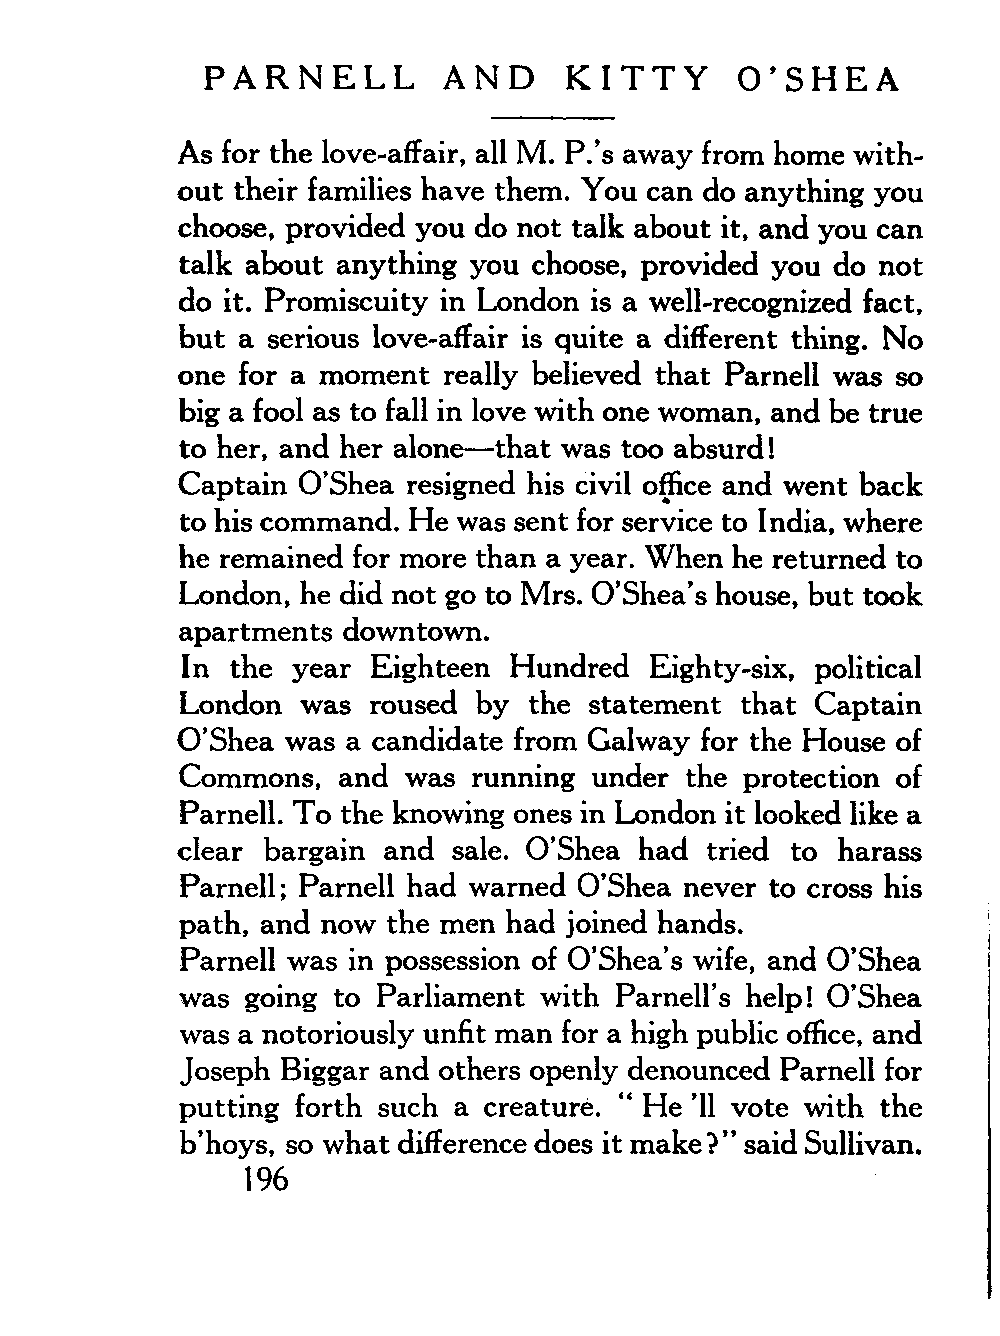 PARNELL AND KITTY O'SHEA
As for the love-affair, all M. P.'s away from home with-
out their families have them. You can do anything you
choose, provided you do not talk about it, and you can
talk about anything you choose, provided you do not
do it. Promiscuity in London is a well-recognized fact,
but a serious love-affair is quite a different thing. No
one for a moment really believed that Parnell was so
big a fool as to fall in love with one woman, and be true
to her, and her alone—that was too absurd!
Captain O'Shea resigned his civil office and went back
to his command. He was sent for service to India, where
he remained for more than a year. When he returned to
London, he did not go to Mrs. O'Shea's house, but took
apartments downtown.
In the year Eighteen Hundred Eighty-six, political
London was roused by the statement that Captain
O'Shea was a candidate from Galway for the House of
Commons, and was running under the protection of
Parnell. To the knowing ones in London it looked like a
clear bargain and sale. O'Shea had tried to harass
Parnell; Parnell had warned O'Shea never to cross his
path, and now the men had joined hands.
Parnell was in possession of O'Shea's wife, and O'Shea
was going to Parliament with Parnell's help! O'Shea
was a notoriously unfit man for a high public office, and
Joseph Biggar and others openly denounced Parnell for
putting forth such a creature. "He 'll vote with the
b'hoys, so what difference does it make?" said Sullivan.
196